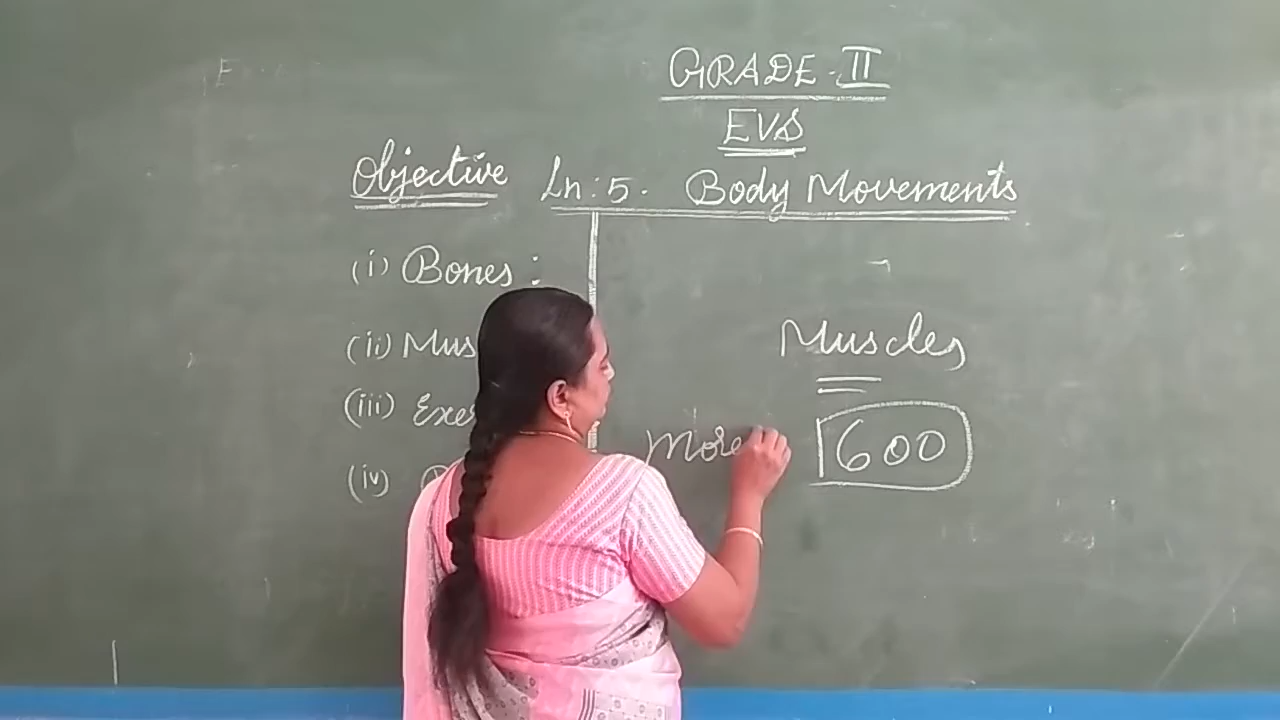 GRADE - II
EVS
Objective Ln : 5 . Body Movements
(i) Bones :
Muscles
(ii) Mus
(iii) Exe
More 600
(iv)